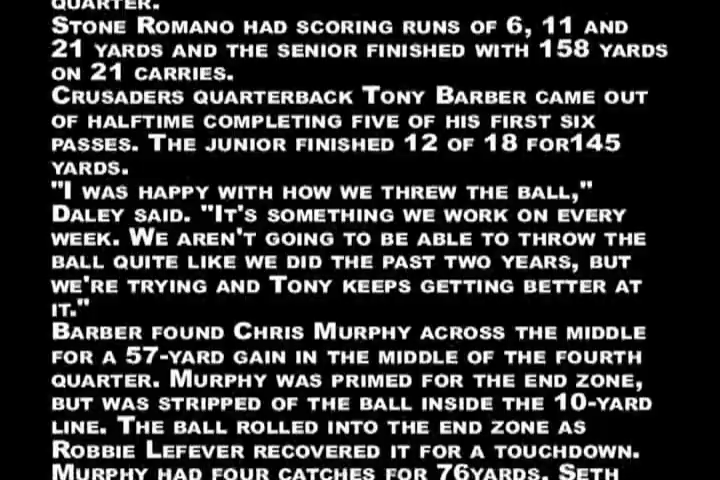 QUARTER.
STONE ROMANO HAD SCORING RUNS OF 6, 11 AND
21 YARDS AND THE SENIOR FINISHED WITH 158 YARDS
ON 21 CARRIES.
CRUSADERS QUARTERBACK TONY BARBER CAME OUT
OF HALFTIME COMPLETING FIVE OF HIS FIRST SIX
PASSES. THE JUNIOR FINISHED 12 OF 18 FOR145
YARDS.
"I WAS HAPPY WITH HOW WE THREW THE BALL,"
DALEY SAID. "IT'S SOMETHING WE WORK ON EVERY
WEEK. WE AREN'T GOING TO BE ABLE TO THROW THE
BALL QUITE LIKE WE DID THE PAST TWO YEARS, BUT
WE'RE TRYING AND TONY KEEPS GETTING BETTER AT
IT."
BARBER FOUND CHRIS MURPHY ACROSS THE MIDDLE
FOR A 57-YARD GAIN IN THE MIDDLE OF THE FOURTH
QUARTER. MURPHY WAS PRIMED FOR THE END ZONE,
BUT WAS STRIPPED OF THE BALL INSIDE THE 10-YARD
LINE. THE BALL ROLLED INTO THE END ZONE AS
ROBBIE LEFEVER RECOVERED IT FOR A TOUCHDOWN.
MURPHY HAD FOUR CATCHES FOR 76YARDS. SETH